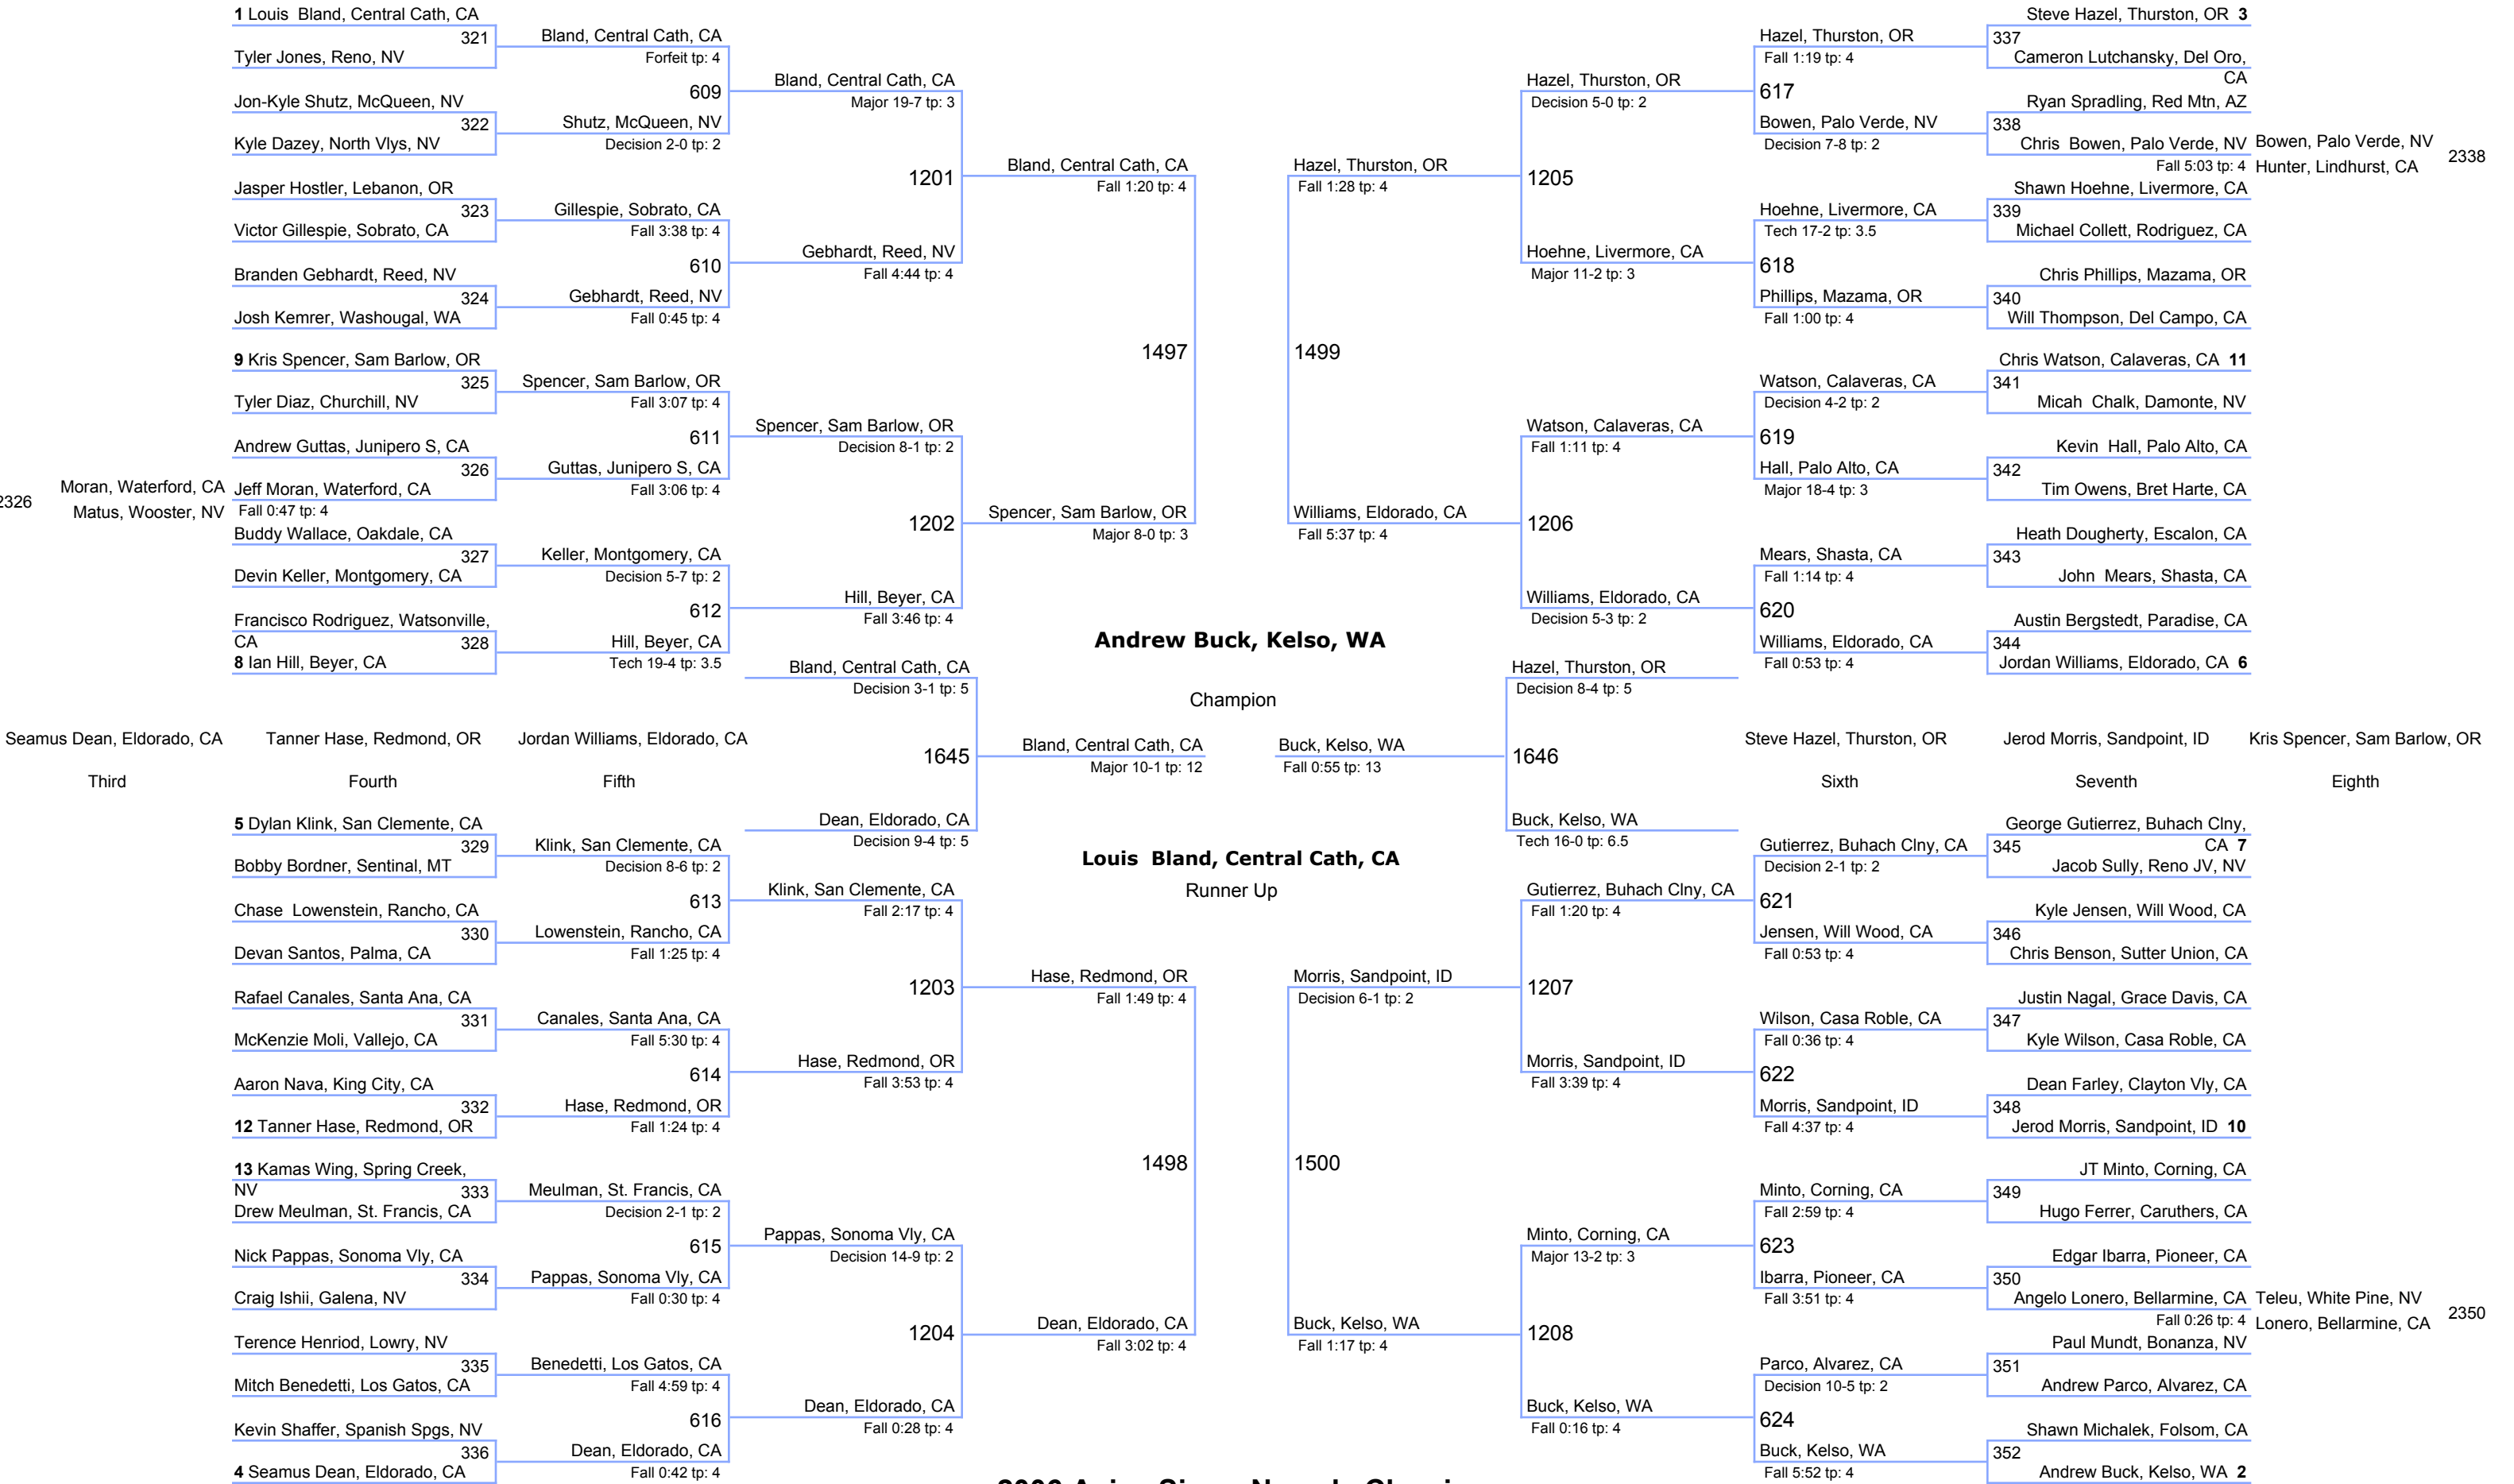 1 Louis  Bland, Central Cath, CA
321
Tyler Jones, Reno, NV
Jon-Kyle Shutz, McQueen, NV
322
Kyle Dazey, North Vlys, NV
Jasper Hostler, Lebanon, OR
323
Victor Gillespie, Sobrato, CA
Branden Gebhardt, Reed, NV
324
Josh Kemrer, Washougal, WA
9 Kris Spencer, Sam Barlow, OR
325
Tyler Diaz, Churchill, NV
Andrew Guttas, Junipero S, CA
326
Jeff Moran, Waterford, CA
Fall 0:47 tp: 4
Moran, Waterford, CA
Matus, Wooster, NV
Buddy Wallace, Oakdale, CA
327
Devin Keller, Montgomery, CA
Francisco Rodriguez, Watsonville,
CA
328
8 Ian Hill, Beyer, CA
Bland, Central Cath, CA
Forfeit tp: 4
609
Shutz, McQueen, NV
Decision 2-0 tp: 2
Gillespie, Sobrato, CA
Fall 3:38 tp: 4
610
Gebhardt, Reed, NV
Fall 0:45 tp: 4
Spencer, Sam Barlow, OR
Fall 3:07 tp: 4
611
Guttas, Junipero S, CA
Fall 3:06 tp: 4
Keller, Montgomery, CA
Decision 5-7 tp: 2
612
Hill, Beyer, CA
Tech 19-4 tp: 3.5
Bland, Central Cath, CA
Major 19-7 tp: 3
1201
Gebhardt, Reed, NV
Fall 4:44 tp: 4
Spencer, Sam Barlow, OR
Decision 8-1 tp: 2
1202
Hill, Beyer, CA
Fall 3:46 tp: 4
Bland, Central Cath, CA
Fall 1:20 tp: 4
1497
Spencer, Sam Barlow, OR
Major 8-0 tp: 3
Hazel, Thurston, OR
Fall 1:28 tp: 4
1499
Williams, Eldorado, CA
Fall 5:37 tp: 4
Hazel, Thurston, OR
Decision 5-0 tp: 2
1205
Hoehne, Livermore, CA
Major 11-2 tp: 3
Watson, Calaveras, CA
Fall 1:11 tp: 4
1206
Williams, Eldorado, CA
Decision 5-3 tp: 2
Hazel, Thurston, OR
Fall 1:19 tp: 4
617
Bowen, Palo Verde, NV
Decision 7-8 tp: 2
Hoehne, Livermore, CA
Tech 17-2 tp: 3.5
618
Phillips, Mazama, OR
Fall 1:00 tp: 4
Watson, Calaveras, CA
Decision 4-2 tp: 2
619
Hall, Palo Alto, CA
Major 18-4 tp: 3
Mears, Shasta, CA
Fall 1:14 tp: 4
620
Williams, Eldorado, CA
Fall 0:53 tp: 4
Steve Hazel, Thurston, OR 3
337
Cameron Lutchansky, Del Oro,
CA
Ryan Spradling, Red Mtn, AZ
338
Chris  Bowen, Palo Verde, NV
Fall 5:03 tp: 4
Bowen, Palo Verde, NV
Hunter, Lindhurst, CA
2338
Shawn Hoehne, Livermore, CA
339
Michael Collett, Rodriguez, CA
Chris Phillips, Mazama, OR
340
Will Thompson, Del Campo, CA
Chris Watson, Calaveras, CA 11
341
Micah  Chalk, Damonte, NV
Kevin  Hall, Palo Alto, CA
342
Tim Owens, Bret Harte, CA
Heath Dougherty, Escalon, CA
343
John  Mears, Shasta, CA
Austin Bergstedt, Paradise, CA
344
Jordan Williams, Eldorado, CA 6
Andrew Buck, Kelso, WA
Champion
Bland, Central Cath, CA
Decision 3-1 tp: 5
1645
Dean, Eldorado, CA
Decision 9-4 tp: 5
Bland, Central Cath, CA
Major 10-1 tp: 12
Buck, Kelso, WA
Fall 0:55 tp: 13
Hazel, Thurston, OR
Decision 8-4 tp: 5
1646
Buck, Kelso, WA
Tech 16-0 tp: 6.5
Seamus Dean, Eldorado, CA
Third
Tanner Hase, Redmond, OR
Fourth
Jordan Williams, Eldorado, CA
Fifth
Steve Hazel, Thurston, OR
Sixth
Jerod Morris, Sandpoint, ID
Seventh
Kris Spencer, Sam Barlow, OR
Eighth
Louis  Bland, Central Cath, CA
Runner Up
5 Dylan Klink, San Clemente, CA
329
Bobby Bordner, Sentinal, MT
Chase  Lowenstein, Rancho, CA
330
Devan Santos, Palma, CA
Rafael Canales, Santa Ana, CA
331
McKenzie Moli, Vallejo, CA
Aaron Nava, King City, CA
332
12 Tanner Hase, Redmond, OR
13 Kamas Wing, Spring Creek,
NV
333
Drew Meulman, St. Francis, CA
Nick Pappas, Sonoma Vly, CA
334
Craig Ishii, Galena, NV
Terence Henriod, Lowry, NV
335
Mitch Benedetti, Los Gatos, CA
Kevin Shaffer, Spanish Spgs, NV
336
4 Seamus Dean, Eldorado, CA
Klink, San Clemente, CA
Decision 8-6 tp: 2
613
Lowenstein, Rancho, CA
Fall 1:25 tp: 4
Canales, Santa Ana, CA
Fall 5:30 tp: 4
614
Hase, Redmond, OR
Fall 1:24 tp: 4
Meulman, St. Francis, CA
Decision 2-1 tp: 2
615
Pappas, Sonoma Vly, CA
Fall 0:30 tp: 4
Benedetti, Los Gatos, CA
Fall 4:59 tp: 4
616
Dean, Eldorado, CA
Fall 0:42 tp: 4
Klink, San Clemente, CA
Fall 2:17 tp: 4
1203
Hase, Redmond, OR
Fall 3:53 tp: 4
Pappas, Sonoma Vly, CA
Decision 14-9 tp: 2
1204
Dean, Eldorado, CA
Fall 0:28 tp: 4
Hase, Redmond, OR
Fall 1:49 tp: 4
1498
Dean, Eldorado, CA
Fall 3:02 tp: 4
Morris, Sandpoint, ID
Decision 6-1 tp: 2
1500
Buck, Kelso, WA
Fall 1:17 tp: 4
Gutierrez, Buhach Clny, CA
Fall 1:20 tp: 4
1207
Morris, Sandpoint, ID
Fall 3:39 tp: 4
Minto, Corning, CA
Major 13-2 tp: 3
1208
Buck, Kelso, WA
Fall 0:16 tp: 4
Gutierrez, Buhach Clny, CA
Decision 2-1 tp: 2
621
Jensen, Will Wood, CA
Fall 0:53 tp: 4
Wilson, Casa Roble, CA
Fall 0:36 tp: 4
622
Morris, Sandpoint, ID
Fall 4:37 tp: 4
Minto, Corning, CA
Fall 2:59 tp: 4
623
Ibarra, Pioneer, CA
Fall 3:51 tp: 4
Parco, Alvarez, CA
Decision 10-5 tp: 2
624
Buck, Kelso, WA
Fall 5:52 tp: 4
George Gutierrez, Buhach Clny,
CA 7
345
Jacob Sully, Reno JV, NV
Kyle Jensen, Will Wood, CA
346
Chris Benson, Sutter Union, CA
Justin Nagal, Grace Davis, CA
347
Kyle Wilson, Casa Roble, CA
Dean Farley, Clayton Vly, CA
348
Jerod Morris, Sandpoint, ID 10
JT Minto, Corning, CA
349
Hugo Ferrer, Caruthers, CA
Edgar Ibarra, Pioneer, CA
350
Angelo Lonero, Bellarmine, CA
Fall 0:26 tp: 4
Teleu, White Pine, NV
Lonero, Bellarmine, CA
2350
Paul Mundt, Bonanza, NV
351
Andrew Parco, Alvarez, CA
Shawn Michalek, Folsom, CA
352
Andrew Buck, Kelso, WA 2